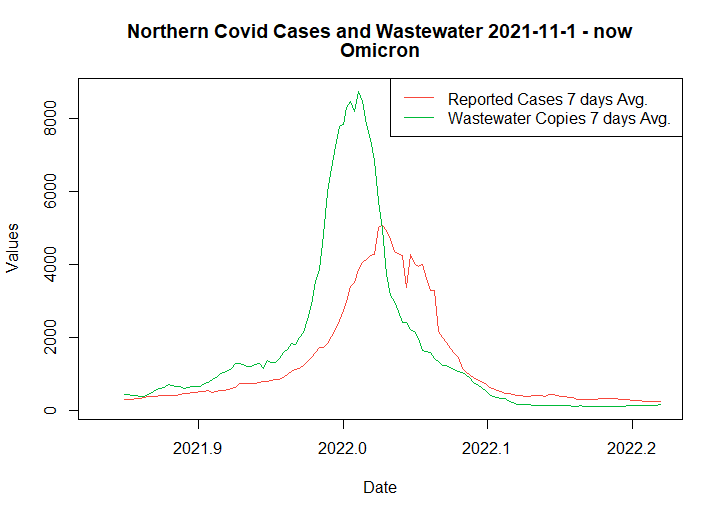 Northern Covid Cases and Wastewater 2021-11-1 - now
Omicron
Reported Cases 7 days Avg.
Wastewater Copies 7 days Avg.
Values
8000
6000
4000
2000
0
2021.9
2022.0
2022.1
2022.2
Date